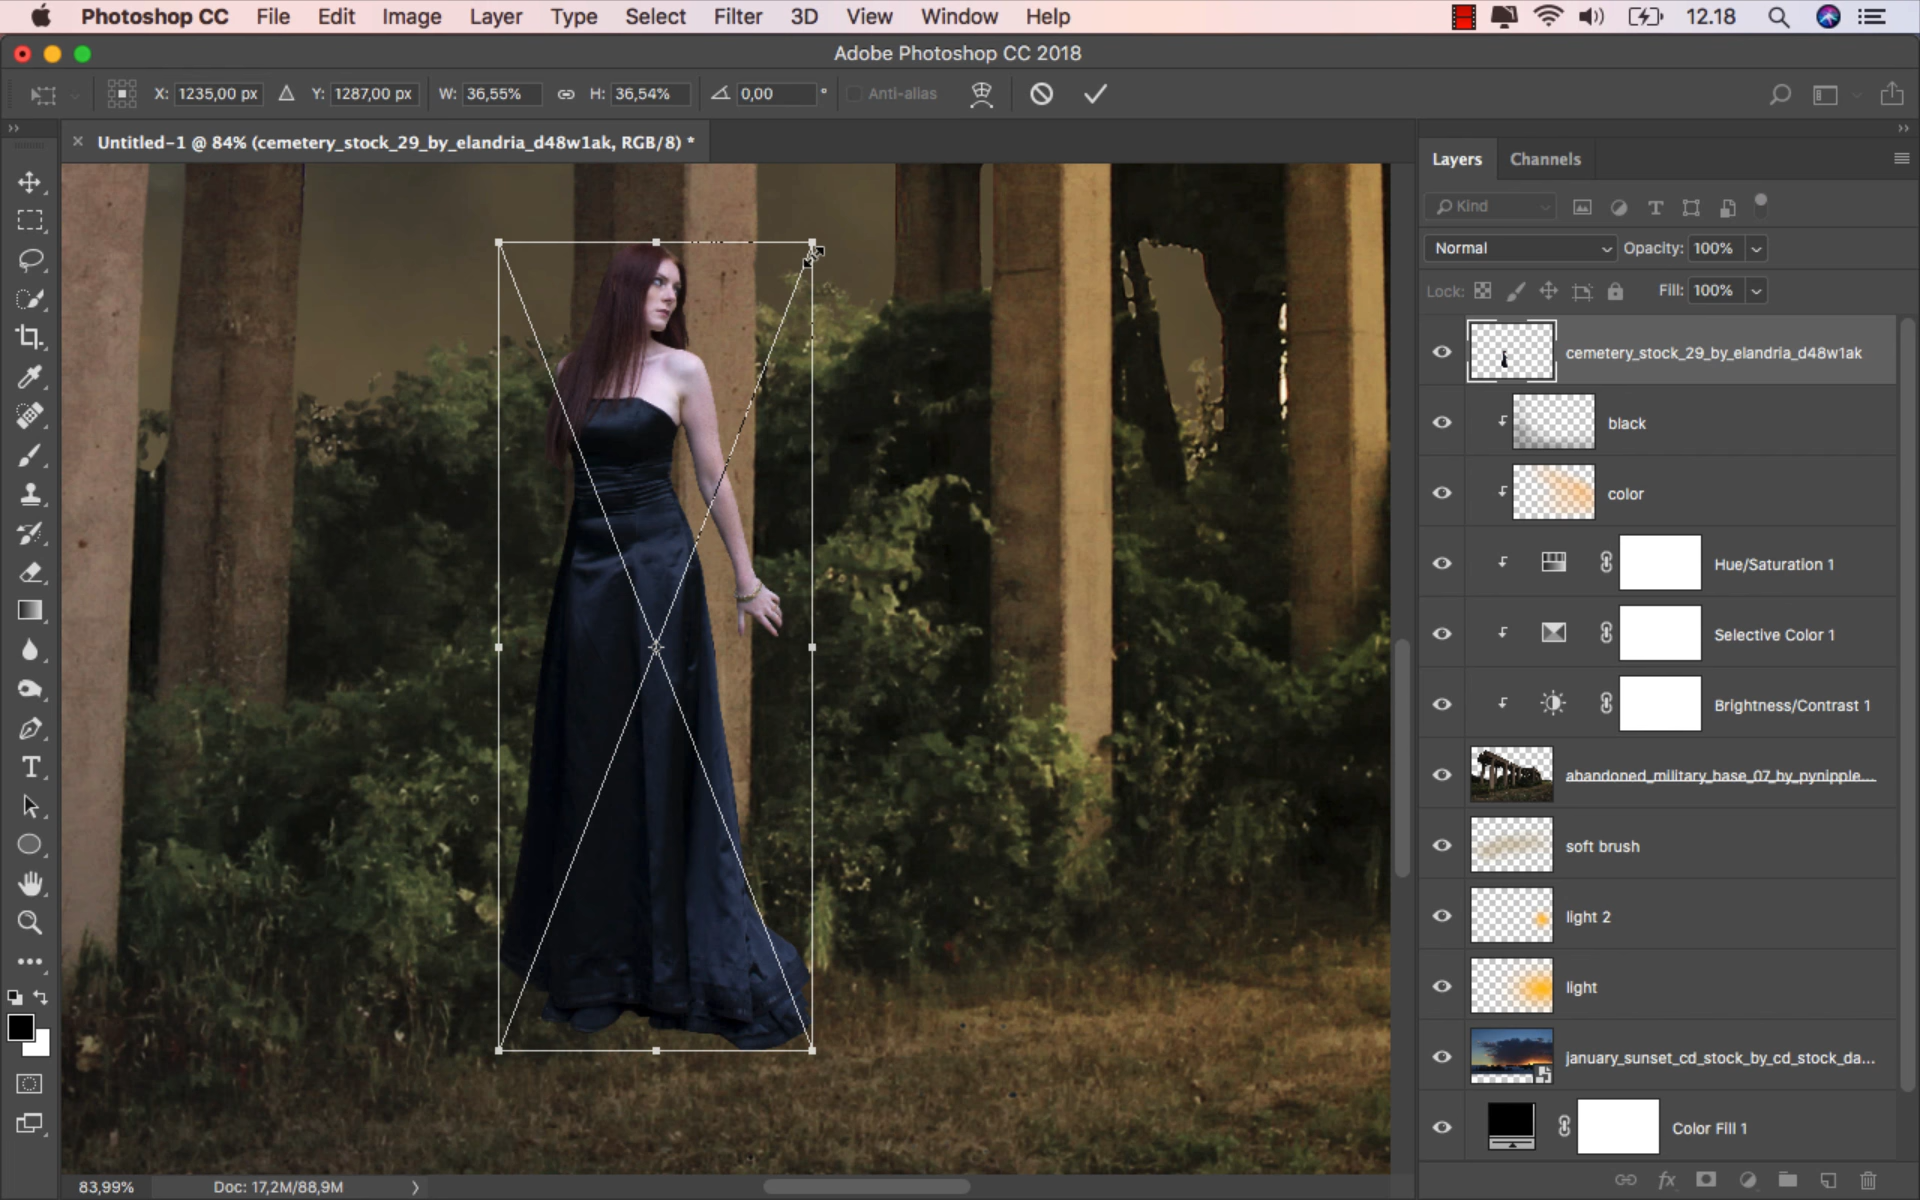 Photoshop CC File Edit Image Layer Type Select Filter 3D View Window Help 12.18
Adobe Photoshop CC 2018
X: 1235,00 px Y: 1287,00 px W: 36,55% H: 36,54% 0,00 ° Anti-alias
Untitled-1 @ 84% (cemetery_stock_29_by_elandria_d48w1ak, RGB/8) *
Layers Channels
Kind
Normal Opacity: 100%
Lock: Fill: 100%
cemetery_stock_29_by_elandria_d48w1ak
black
color
Hue/Saturation 1
Selective Color 1
Brightness/Contrast 1
abandoned_military_base_07_by_pynipple...
soft brush
light 2
light
january_sunset_cd_stock_by_cd_stock_da...
Color Fill 1
83,99% Doc: 17,2M/88,9M